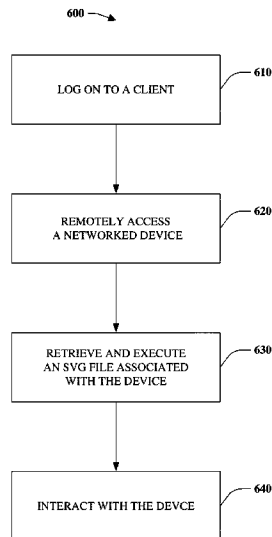 600
LOG ON TO A CLIENT
610
REMOTELY ACCESS
A NETWORKED DEVICE
620
RETRIEVE AND EXECUTE
AN SVG FILE ASSOCIATED
WITH THE DEVICE
630
INTERACT WITH THE DEVCE
640